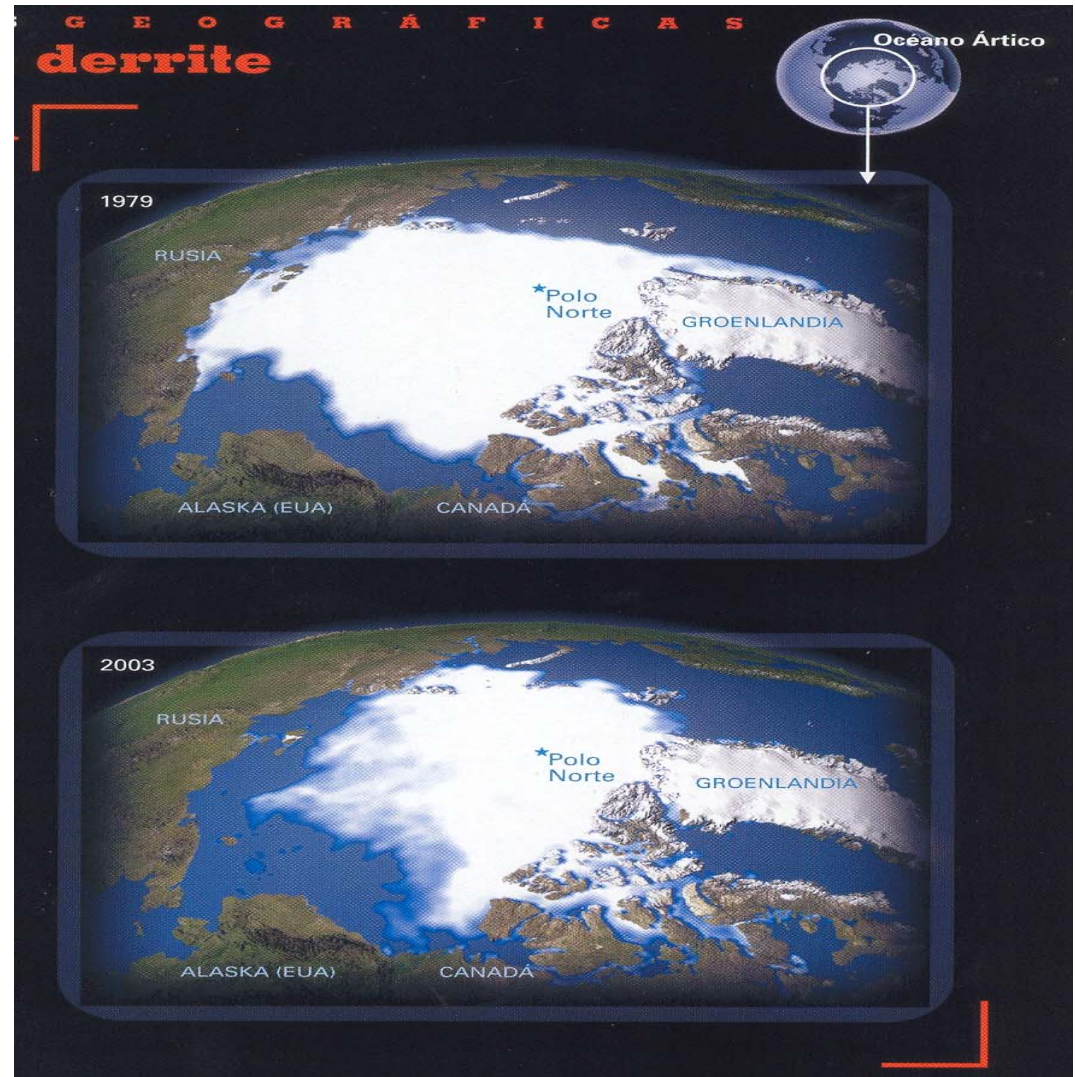 S GEOGRÁFICAS
derrite
Océano Ártico
1979
RUSIA
Polo
Norte
GROENLANDIA
ALASKA (EUA)
CANADÁ
2003
RUSIA
Polo
Norte
GROENLANDIA
ALASKA (EUA)
CANADÁ